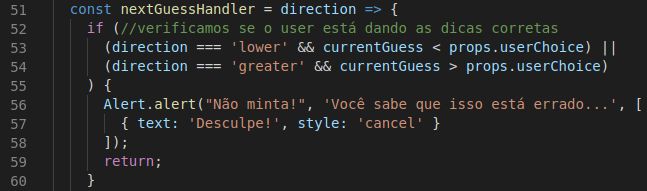 51 const nextGuessHandler = direction => {
52 if (//verificamos se o user está dando as dicas corretas
53 (direction === 'lower' && currentGuess < props.userChoice) ||
54 (direction === 'greater' && currentGuess > props.userChoice)
55 ) {
56 Alert.alert("Não minta!", 'Você sabe que isso está errado...', [
57 { text: 'Desculpe!', style: 'cancel' }
58 ]);
59 return;
60 }